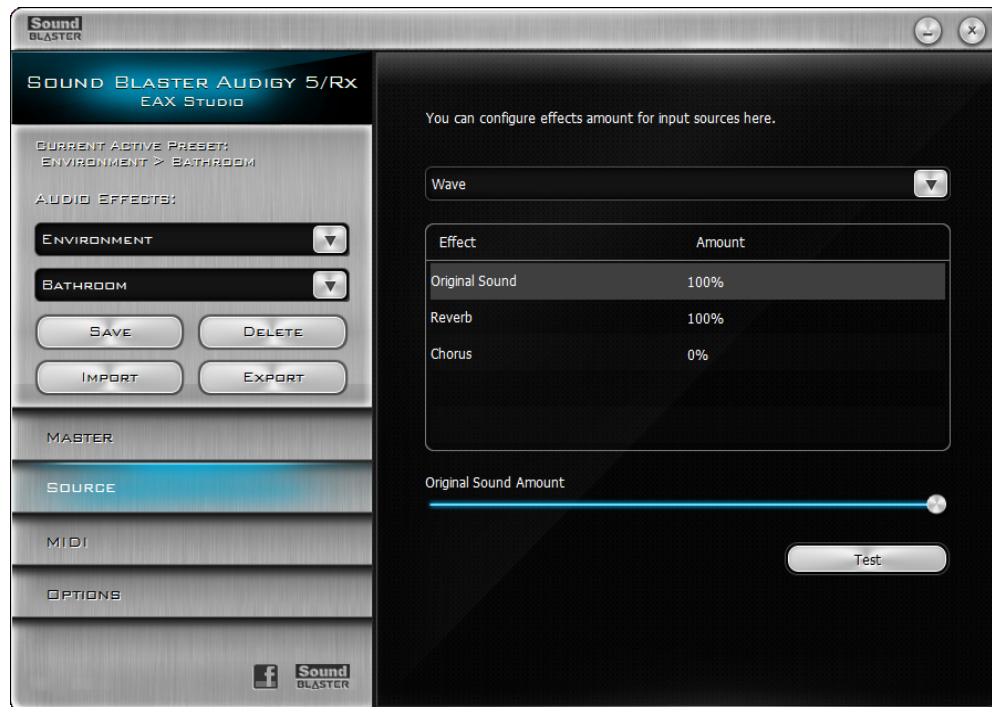 Sound
BLASTER
SOUND BLASTER AUDIGY 5/RX
EAX STUDIO
CURRENT ACTIVE PRESET:
ENVIRONMENT > BATHROOM
AUDIO EFFECTS:
ENVIRONMENT
BATHROOM
SAVE DELETE
IMPORT EXPORT
MASTER
SOURCE
MIDI
OPTIONS
f
Sound
BLASTER
You can configure effects amount for input sources here.
Wave
Effect Amount
Original Sound 100%
Reverb 100%
Chorus 0%
Original Sound Amount
Test